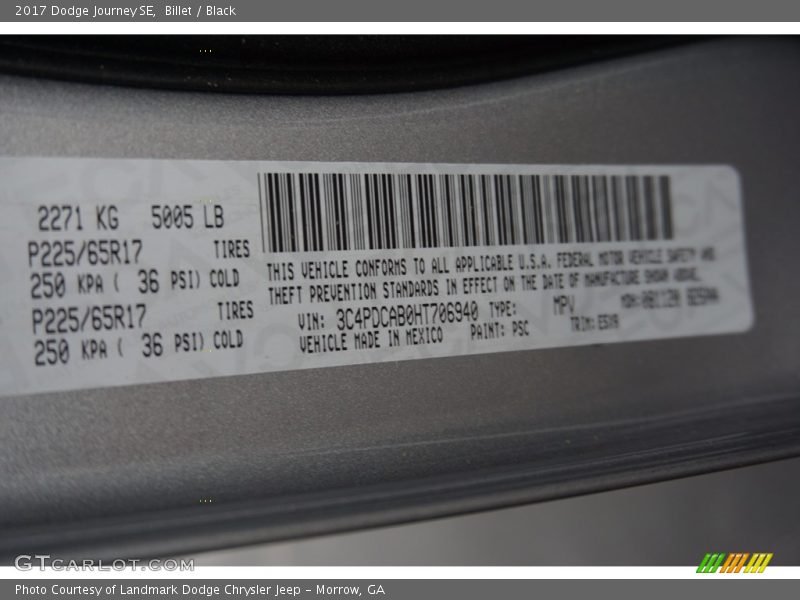 2017 Dodge Journey SE, Billet / Black
2271 KG 5005 LB
P225/65R17 TIRES
250 KPA ( 36 PSI) COLD
P225/65R17 TIRES
250 KPA ( 36 PSI) COLD
THIS VEHICLE CONFORMS TO ALL APPLICABLE U.S.A. FEDERAL MOTOR VEHICLE SAFETY AND
THEFT PREVENTION STANDARDS IN EFFECT ON THE DATE OF MANUFACTURE SHOWN ABOVE.
VIN: 3C4PDCAB0HT706940 TYPE: MPV MDH:
VEHICLE MADE IN MEXICO PAINT: PSC TRIM:
GTCARLOT.COM
Photo Courtesy of Landmark Dodge Chrysler Jeep - Morrow, GA